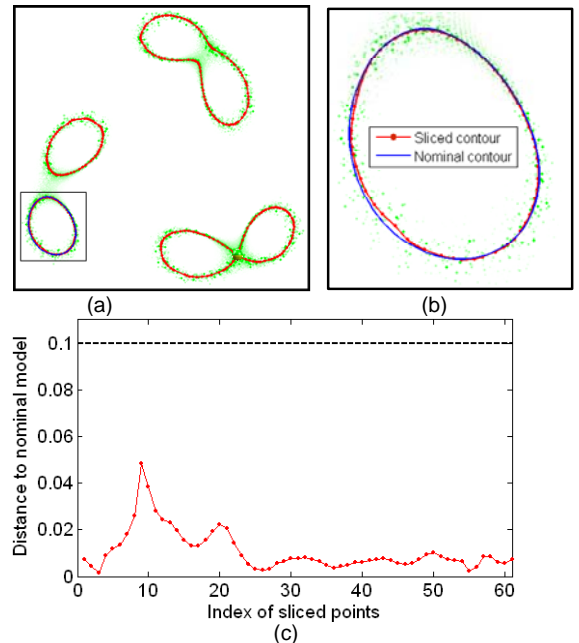 (a)
Sliced contour
Nominal contour
(b)
Distance to nominal model
0.1
0.08
0.06
0.04
0.02
0
0 10 20 30 40 50 60
Index of sliced points
(c)